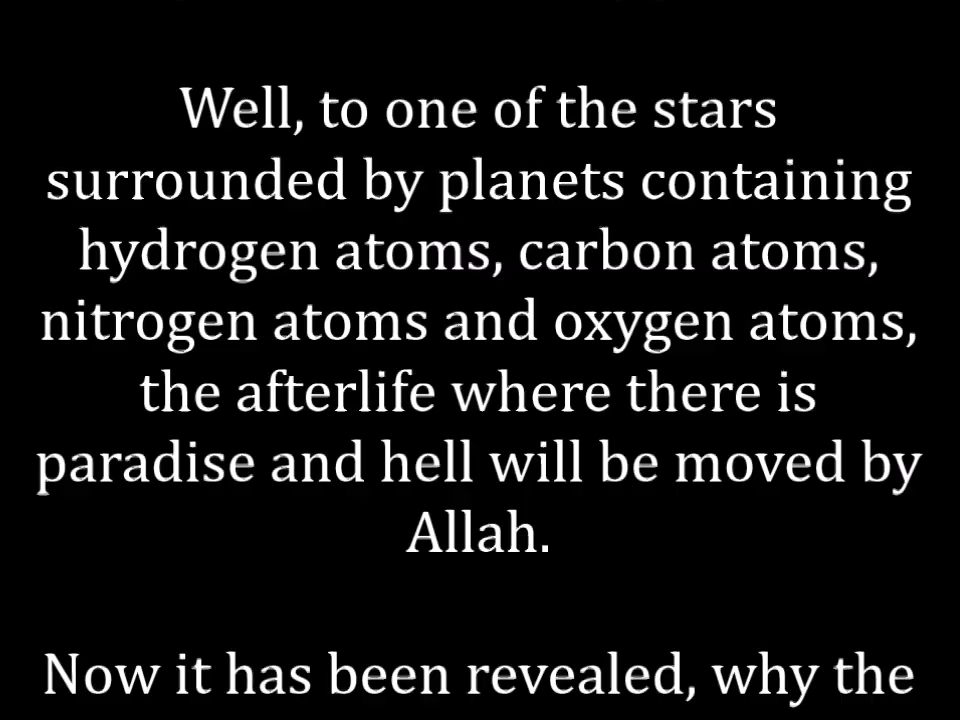 Well, to one of the stars
surrounded by planets containing
hydrogen atoms, carbon atoms,
nitrogen atoms and oxygen atoms,
the afterlife where there is
paradise and hell will be moved by
Allah.
Now it has been revealed, why the